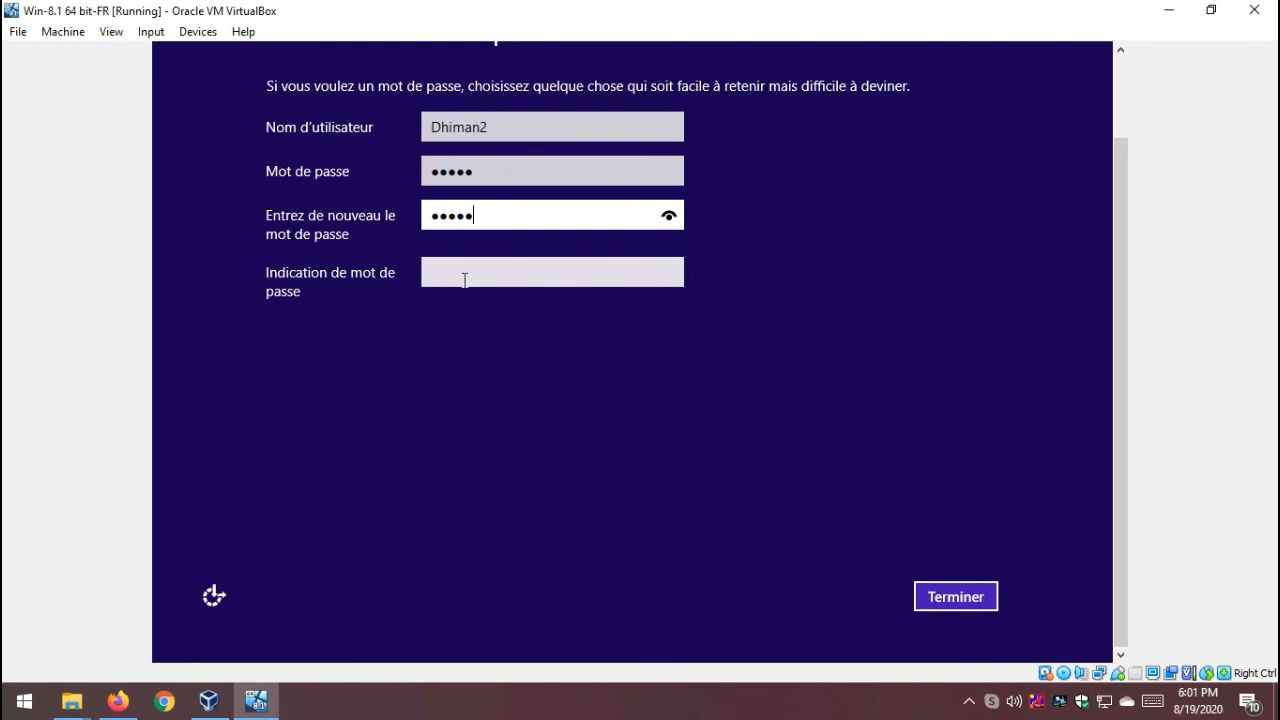 Win-8.1 64 bit-FR [Running] - Oracle VM VirtualBox
File Machine View Input Devices Help
Si vous voulez un mot de passe, choisissez quelque chose qui soit facile à retenir mais difficile à deviner.
Nom d'utilisateur Dhiman2
Mot de passe •••••
Entrez de nouveau le •••••
mot de passe
Indication de mot de
passe
Terminer
Right Ctrl
6:01 PM
8/19/2020
10